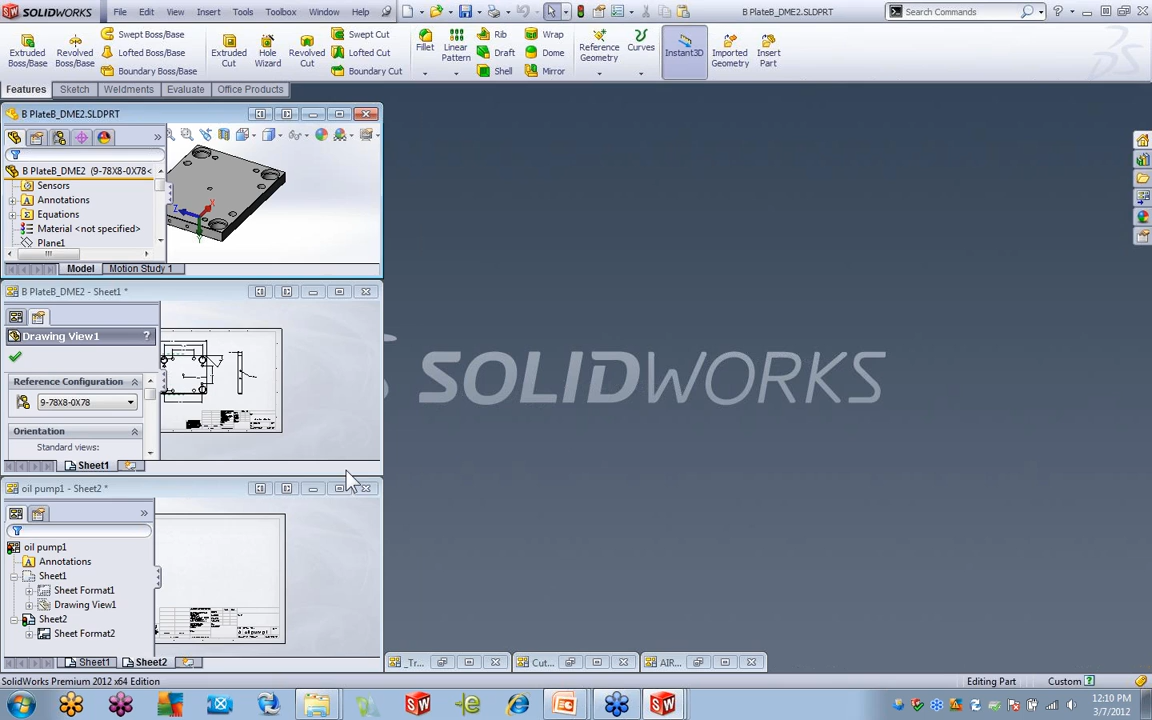 SOLIDWORKS File Edit View Insert Tools Toolbox Window Help B PlateB_DME2.SLDPRT Search Commands
Extruded Boss/Base
Revolved Boss/Base
Swept Boss/Base
Lofted Boss/Base
Boundary Boss/Base
Extruded Cut
Hole Wizard
Revolved Cut
Swept Cut
Lofted Cut
Boundary Cut
Fillet
Linear Pattern
Rib
Draft
Shell
Wrap
Dome
Mirror
Reference Geometry
Curves
Instant3D
Imported Geometry
Insert Part
Features Sketch Weldments Evaluate Office Products
B PlateB_DME2.SLDPRT
B PlateB_DME2 (9-78X8-0X78<
Sensors
Annotations
Equations
Material <not specified>
Plane1
Z X Y
Model Motion Study 1
B PlateB_DME2 - Sheet1 *
Drawing View1 ?
Reference Configuration
9-78X8-0X78
Orientation
Standard views:
Sheet1
SOLIDWORKS
oil pump1 - Sheet2 *
oil pump1
Annotations
Sheet1
Sheet Format1
Drawing View1
Sheet2
Sheet Format2
Sheet1 Sheet2
_Tr... Cut... AIR...
SolidWorks Premium 2012 x64 Edition Editing Part Custom
12:10 PM
3/7/2012